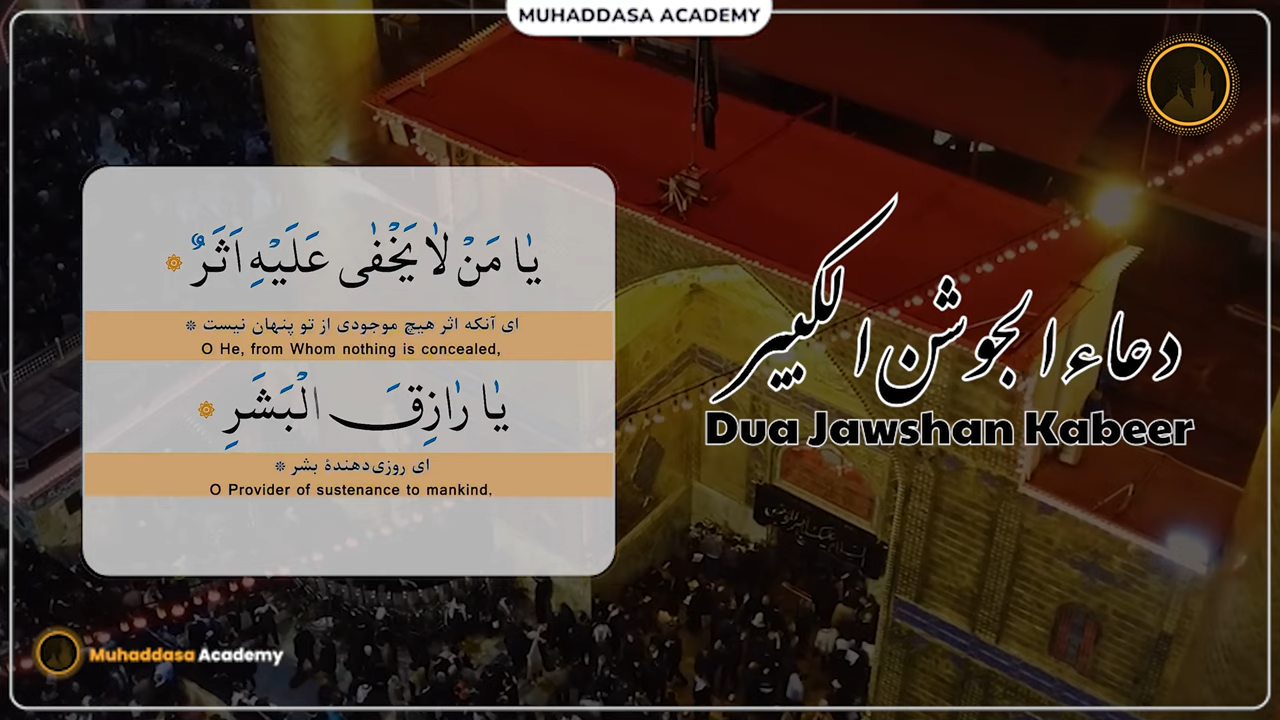 MUHADDASA ACADEMY
يٰا مَنْ لاٰ يَخْفٰى عَلَيْهِ اَثَرٌ
ای آنکه اثر هیچ موجودی از تو پنهان نیست *
O He, from Whom nothing is concealed,
يٰا رٰازِقَ الْبَشَرِ
ای روزی‌دهندهٔ بشر *
O Provider of sustenance to mankind,
دعاء الجوشن الكبير
Dua Jawshan Kabeer
Muhaddasa Academy